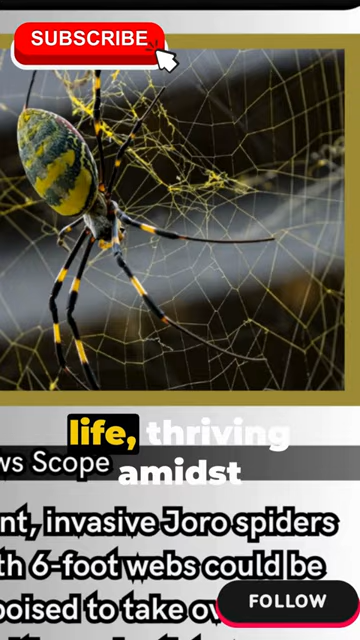 SUBSCRIBE
life, thriving
ws Scope
amidst
nt, invasive Joro spiders
th 6-foot webs could be
poised to take ov
FOLLOW